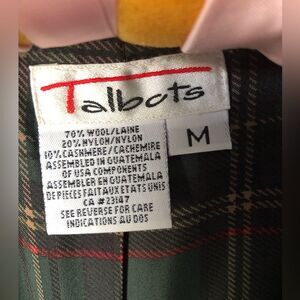 Talbots
M
70% WOOL/LAINE
20% NYLON/NYLON
10% CASHMERE/CACHEMIRE
ASSEMBLED IN GUATEMALA
OF USA COMPONENTS
ASSEMBLER EN GUATEMALA
DE PIECES FAIT AUX ETATS UNIS
CA #23147
SEE REVERSE FOR CARE
INDICATIONS AU DOS